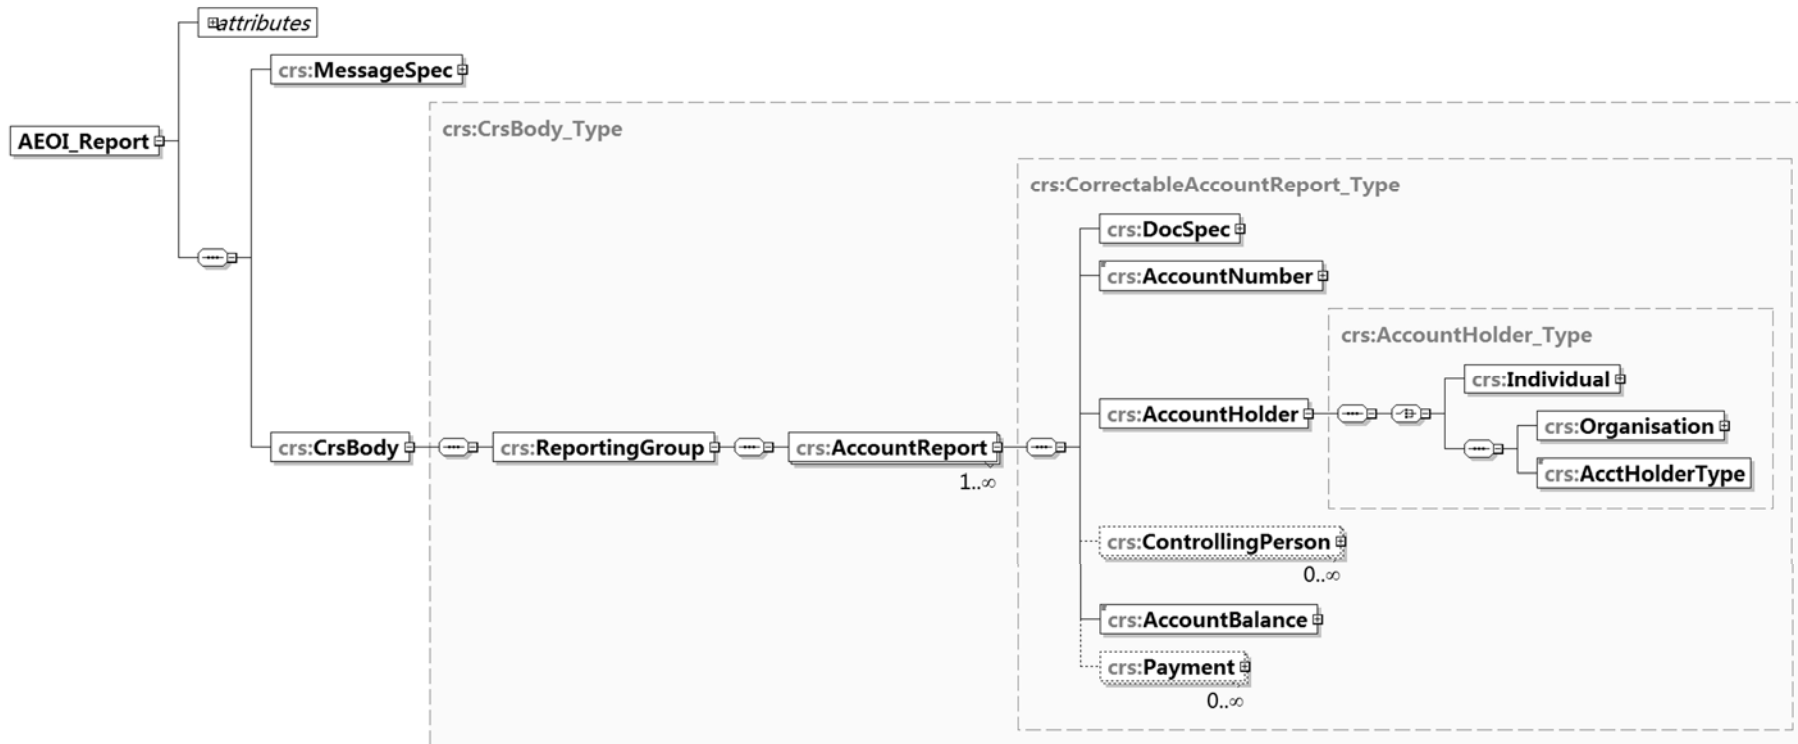 attributes
crs:MessageSpec
AEOI_Report
crs:CrsBody_Type
crs:CorrectableAccountReport_Type
crs:DocSpec
crs:AccountNumber
crs:AccountHolder_Type
crs:Individual
crs:AccountHolder
crs:Organisation
crs:CrsBody
crs:ReportingGroup
crs:AccountReport
1..∞
crs:AcctHolderType
crs:ControllingPerson
0..∞
crs:AccountBalance
crs:Payment
0..∞